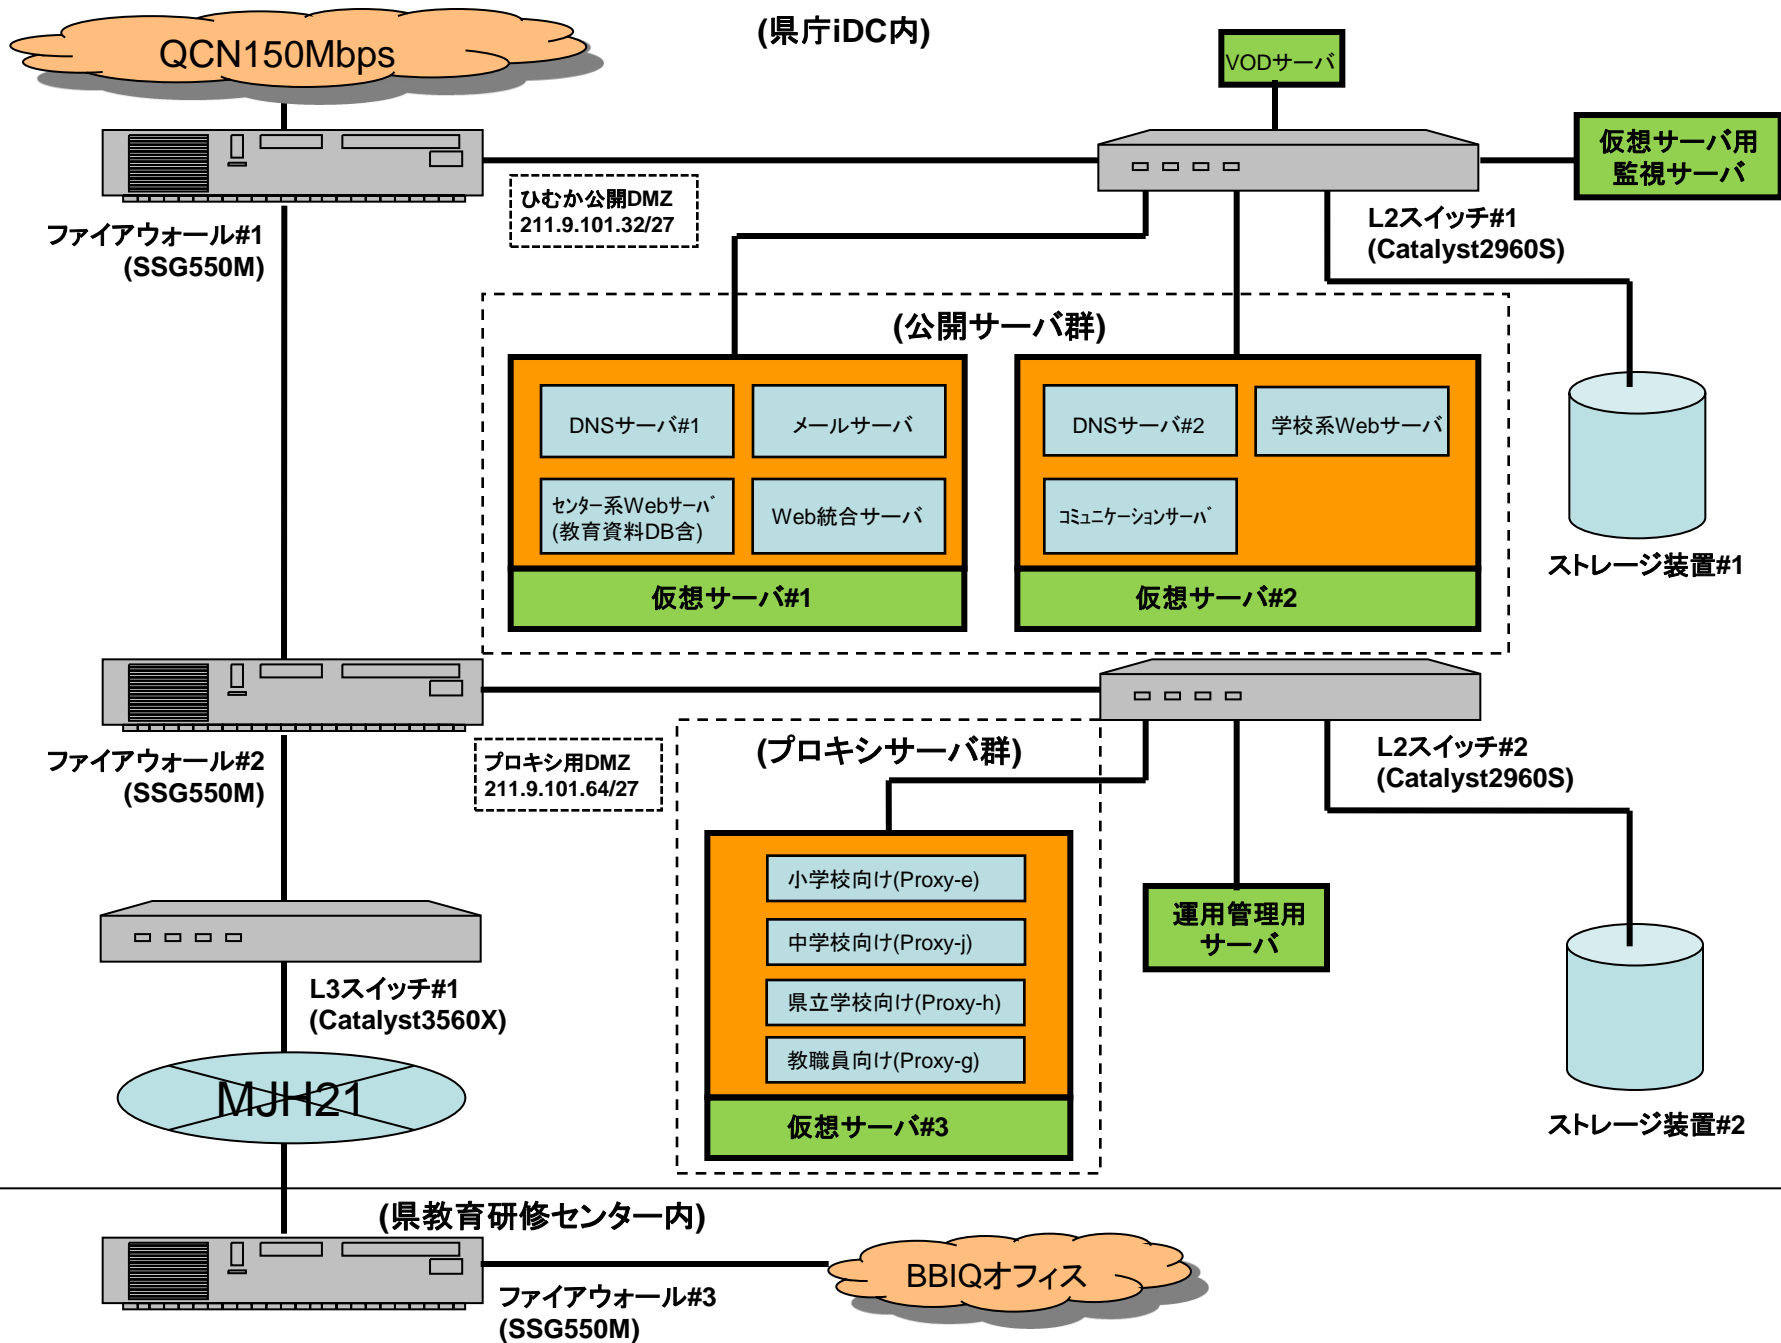 (県庁iDC内)
QCN150Mbps
VODサーバ
仮想サーバ用
監視サーバ
ひむか公開DMZ
211.9.101.32/27
ファイアウォール#1
(SSG550M)
L2スイッチ#1
(Catalyst2960S)
(公開サーバ群)
DNSサーバ#1
メールサーバ
DNSサーバ#2
学校系Webサーバ
センター系Webサーバ
(教育資料DB含)
Web統合サーバ
コミュニケーションサーバ
ストレージ装置#1
仮想サーバ#1
仮想サーバ#2
ファイアウォール#2
(SSG550M)
プロキシ用DMZ
211.9.101.64/27
(プロキシサーバ群)
L2スイッチ#2
(Catalyst2960S)
小学校向け(Proxy-e)
中学校向け(Proxy-j)
県立学校向け(Proxy-h)
教職員向け(Proxy-g)
仮想サーバ#3
運用管理用
サーバ
L3スイッチ#1
(Catalyst3560X)
MJH21
ストレージ装置#2
(県教育研修センター内)
BBIQオフィス
ファイアウォール#3
(SSG550M)